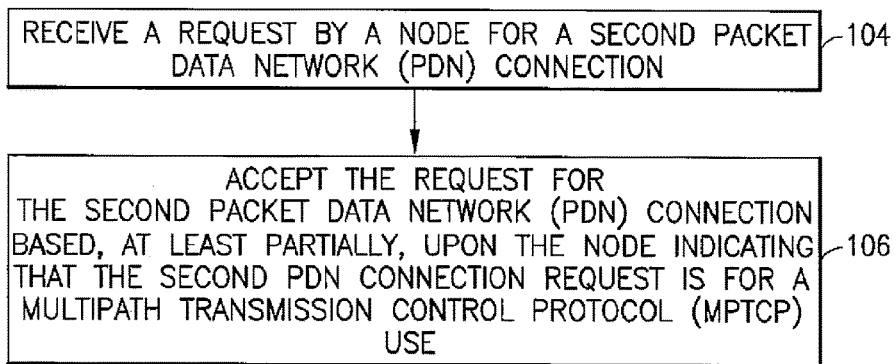 RECEIVE A REQUEST BY A NODE FOR A SECOND PACKET
DATA NETWORK (PDN) CONNECTION
104
ACCEPT THE REQUEST FOR
THE SECOND PACKET DATA NETWORK (PDN) CONNECTION
BASED, AT LEAST PARTIALLY, UPON THE NODE INDICATING
THAT THE SECOND PDN CONNECTION REQUEST IS FOR A
MULTIPATH TRANSMISSION CONTROL PROTOCOL (MPTCP)
USE
106